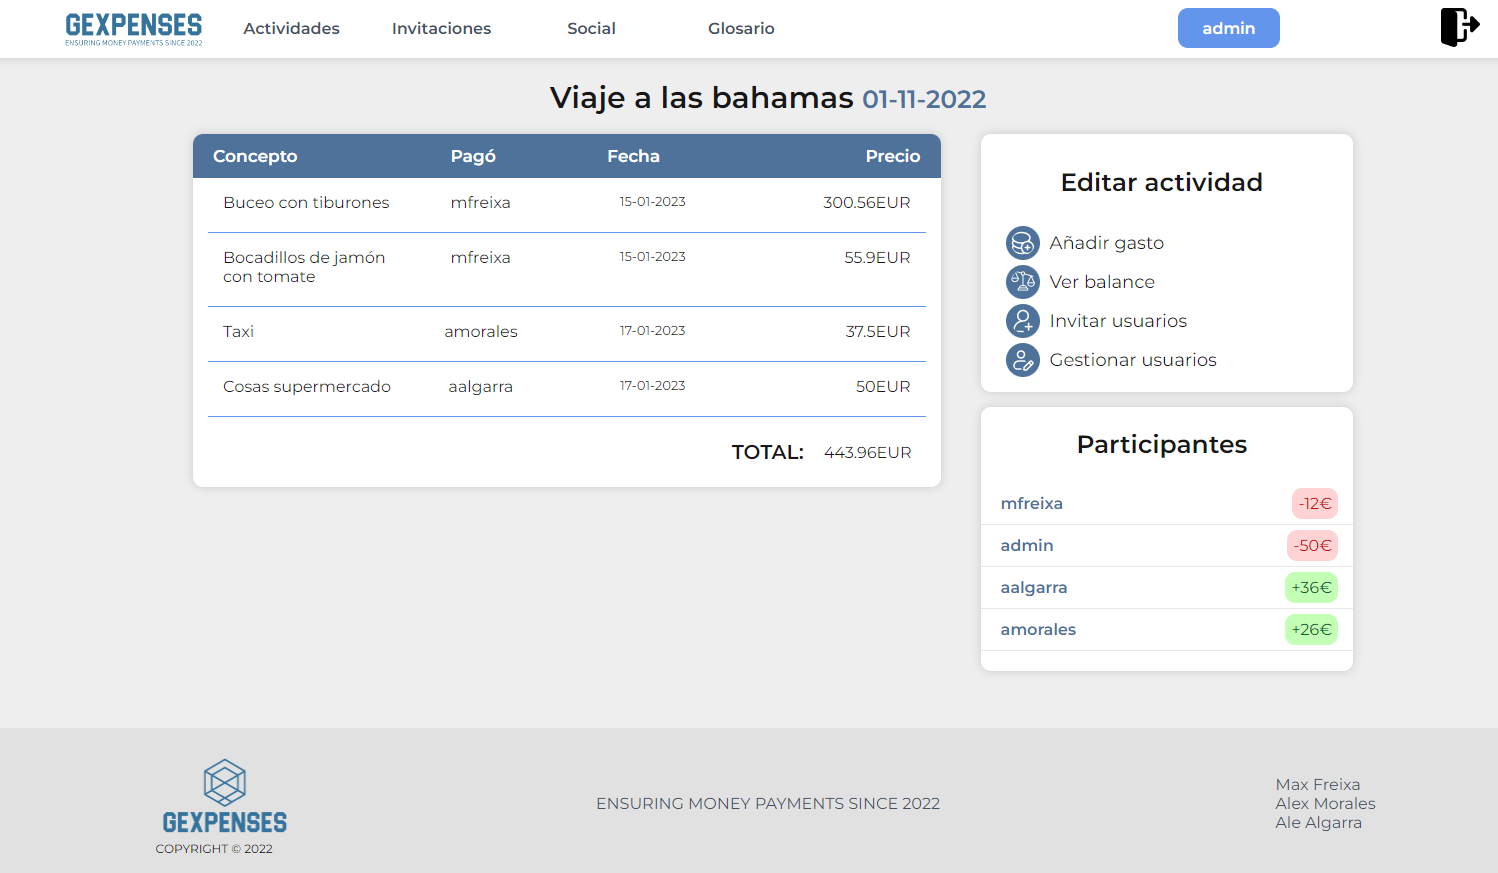 GEXPENSES
ENSURING MONEY PAYMENTS SINCE 2022
Actividades
Invitaciones
Social
Glosario
admin
Viaje a las bahamas 01-11-2022
Concepto Pagó Fecha Precio
Buceo con tiburones mfreixa 15-01-2023 300.56EUR
Bocadillos de jamón mfreixa 15-01-2023 55.9EUR
con tomate
Taxi amorales 17-01-2023 37.5EUR
Cosas supermercado aalgarra 17-01-2023 50EUR
TOTAL: 443.96EUR
Editar actividad
Añadir gasto
Ver balance
Invitar usuarios
Gestionar usuarios
Participantes
mfreixa -12€
admin -50€
aalgarra +36€
amorales +26€
GEXPENSES
COPYRIGHT © 2022
ENSURING MONEY PAYMENTS SINCE 2022
Max Freixa
Alex Morales
Ale Algarra